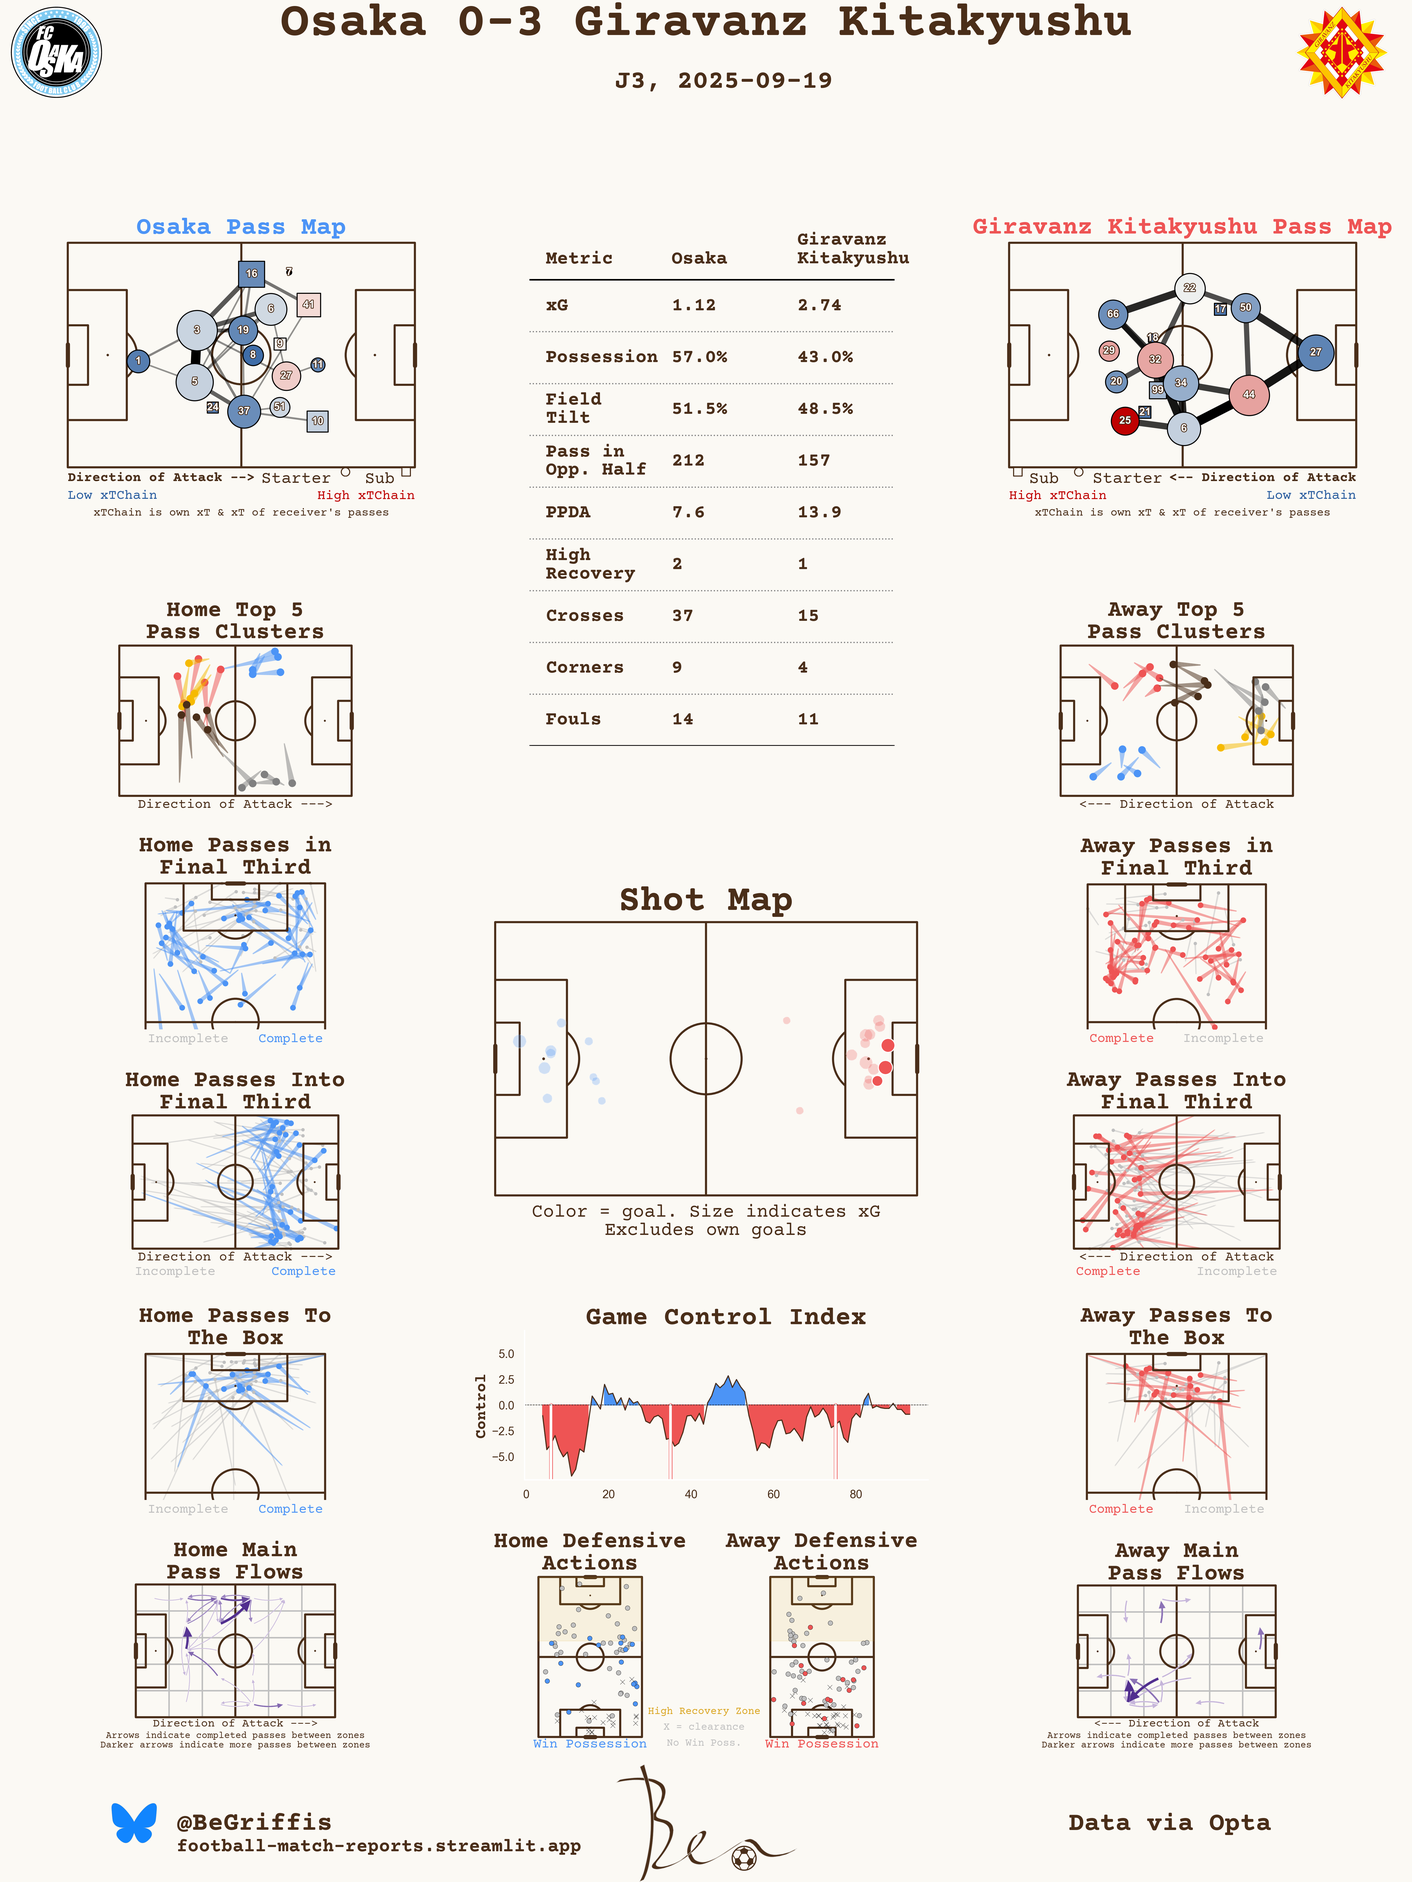 Osaka 0-3 Giravanz Kitakyushu
J3, 2025-09-19
FC
OSAKA
FOOTBALL CLUB
GIRAVANZ
KITAKYUSHU
Osaka Pass Map
16
7
6
41
3
19
9
1
8
11
27
5
24
51
37
10
Direction of Attack --> Starter Sub
Low xTChain High xTChain
xTChain is own xT & xT of receiver's passes
Metric Osaka Giravanz Kitakyushu
xG 1.12 2.74
Possession 57.0% 43.0%
Field Tilt 51.5% 48.5%
Pass in Opp. Half 212 157
PPDA 7.6 13.9
High Recovery 2 1
Crosses 37 15
Corners 9 4
Fouls 14 11
Giravanz Kitakyushu Pass Map
22
66
17
50
18
29
32
27
20
34
99
44
21
25
6
Sub Starter <-- Direction of Attack
High xTChain Low xTChain
xTChain is own xT & xT of receiver's passes
Home Top 5
Pass Clusters
Direction of Attack --->
Away Top 5
Pass Clusters
<--- Direction of Attack
Home Passes in
Final Third
Incomplete Complete
Away Passes in
Final Third
Complete Incomplete
Shot Map
Color = goal. Size indicates xG
Excludes own goals
Home Passes Into
Final Third
Direction of Attack --->
Incomplete Complete
Away Passes Into
Final Third
<--- Direction of Attack
Complete Incomplete
Home Passes To
The Box
Incomplete Complete
Game Control Index
Control
5.0
2.5
0.0
−2.5
−5.0
0 20 40 60 80
Away Passes To
The Box
Complete Incomplete
Home Main
Pass Flows
Direction of Attack --->
Arrows indicate completed passes between zones
Darker arrows indicate more passes between zones
Home Defensive
Actions
Win Possession
High Recovery Zone
X = clearance
No Win Poss.
Away Defensive
Actions
Win Possession
Away Main
Pass Flows
<--- Direction of Attack
Arrows indicate completed passes between zones
Darker arrows indicate more passes between zones
@BeGriffis
football-match-reports.streamlit.app
Ben
Data via Opta